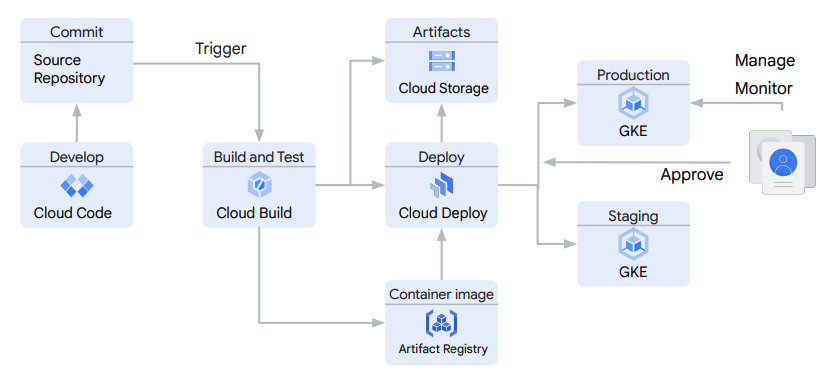 Commit
Source
Repository
Trigger
Artifacts
Cloud Storage
Production
GKE
Manage
Monitor
Develop
Cloud Code
Build and Test
Cloud Build
Deploy
Cloud Deploy
Approve
Staging
GKE
Container image
Artifact Registry